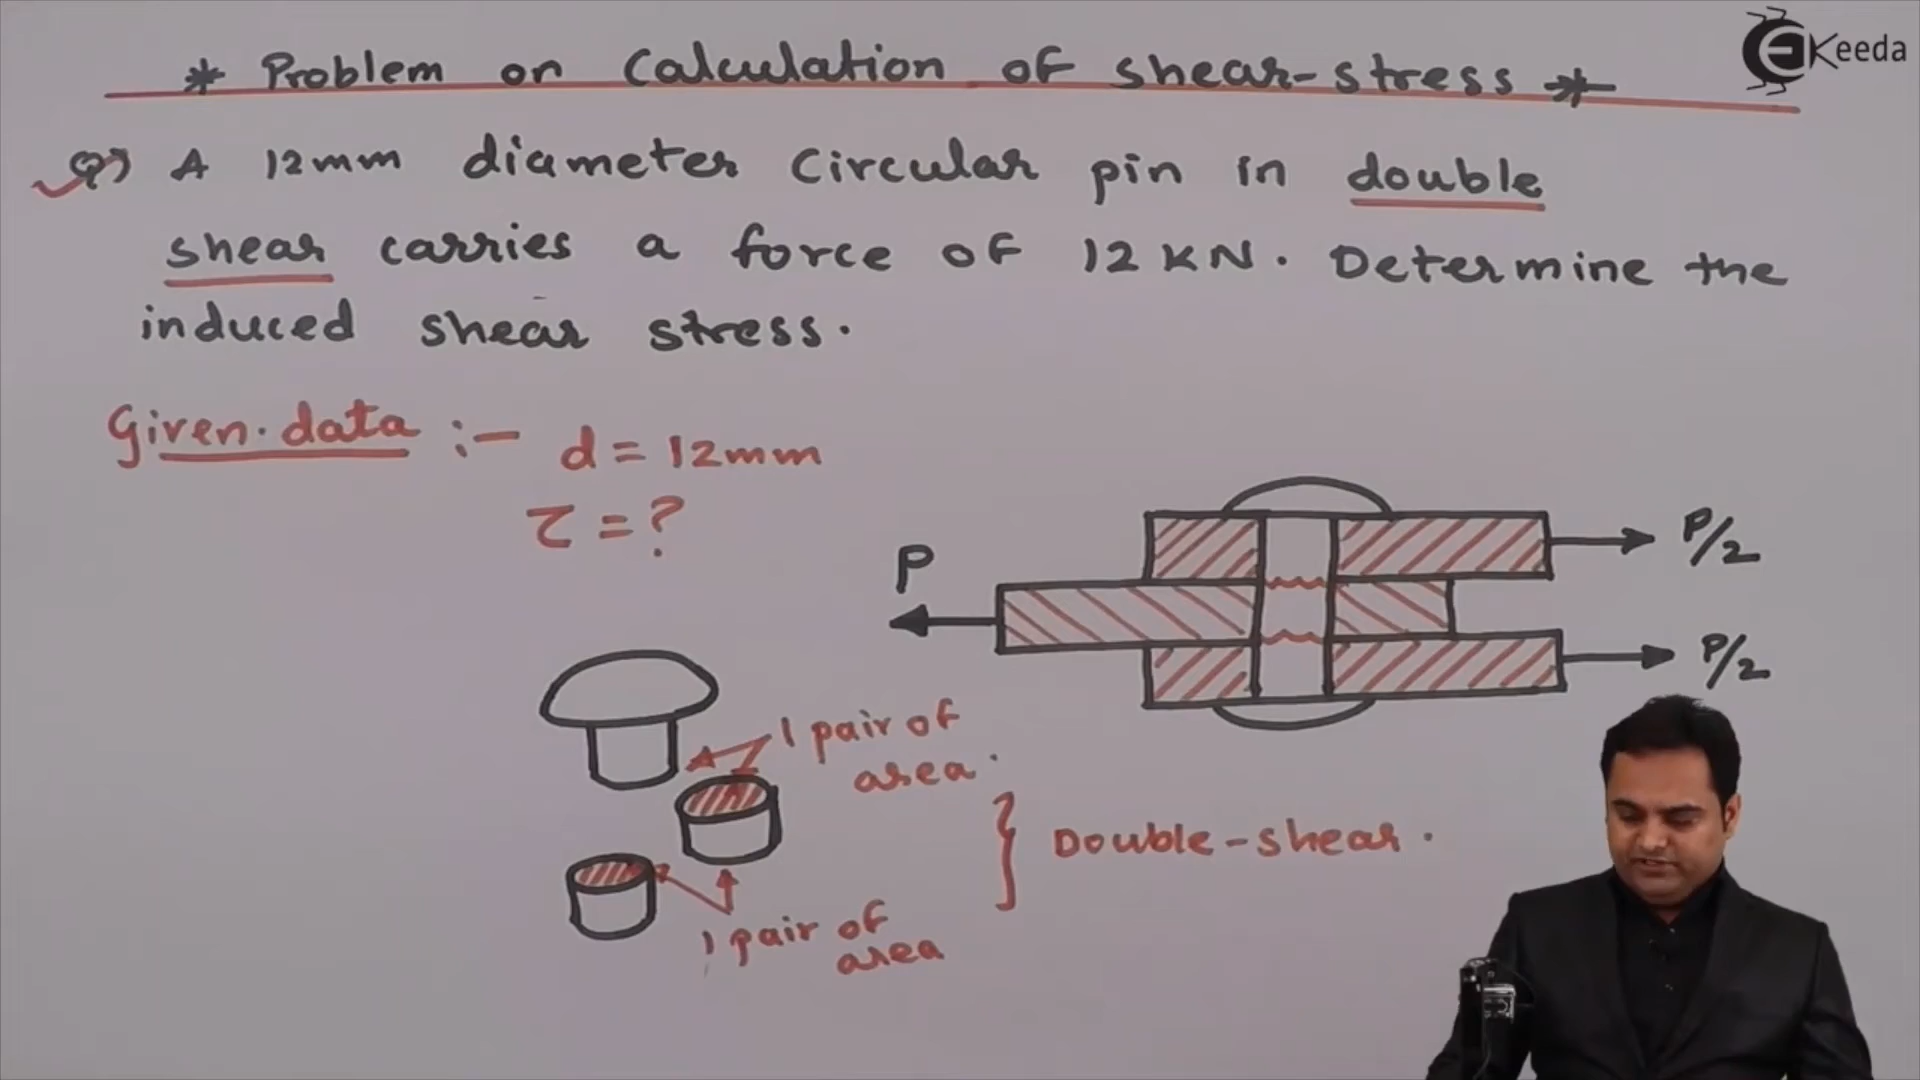 * Problem on Calculation of shear-stress *
EKeeda
Q) A 12mm diameter circular pin in double
shear carries a force of 12 KN. Determine the
induced shear stress.
Given data :- d = 12mm
τ = ?
P
P/2
P/2
1 pair of
area.
Double-shear.
1 pair of
area